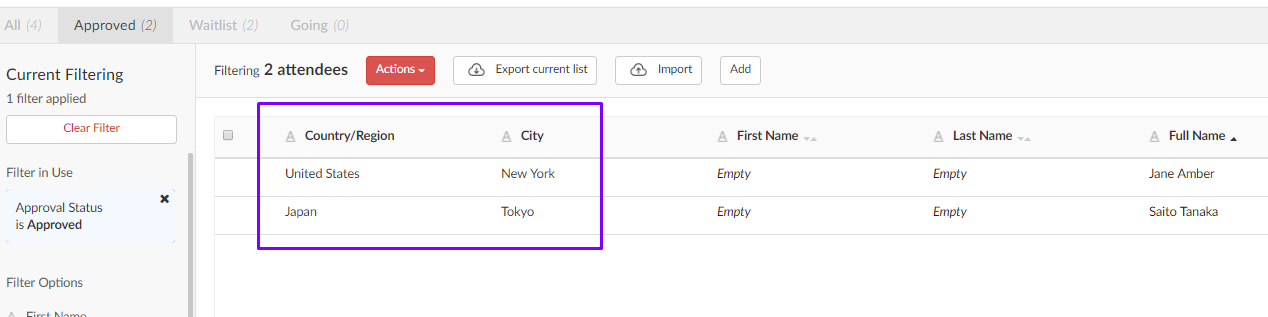 All (4) Approved (2) Waitlist (2) Going (0)
Current Filtering
1 filter applied
Clear Filter
Filter in Use
Approval Status
is Approved
Filter Options
A First Name
Filtering 2 attendees Actions Export current list Import Add
A Country/Region A City A First Name A Last Name A Full Name
United States New York Empty Empty Jane Amber
Japan Tokyo Empty Empty Saito Tanaka